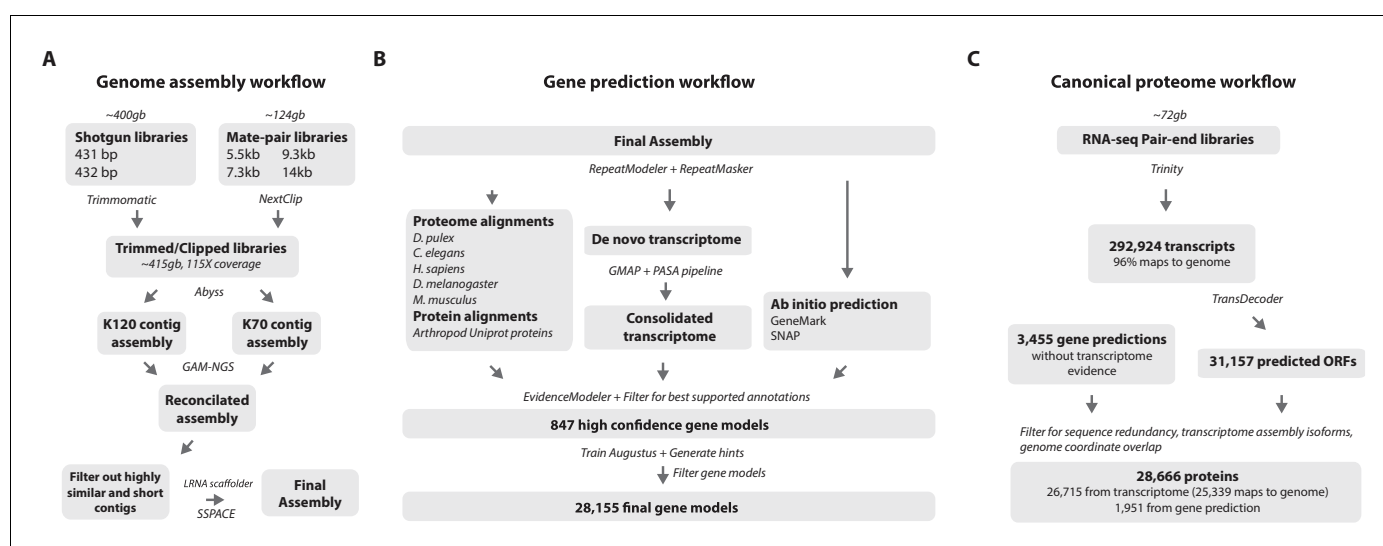 A
Genome assembly workflow
~400gb
~124gb
Shotgun libraries
431 bp
432 bp
Mate-pair libraries
5.5kb 9.3kb
7.3kb 14kb
Trimmomatic
NextClip
Trimmed/Clipped libraries
~415gb, 115X coverage
Abyss
K120 contig
assembly
K70 contig
assembly
GAM-NGS
Reconcilated
assembly
Filter out highly
similar and short
contigs
LRNA scaffolder
SSPACE
Final
Assembly
B
Gene prediction workflow
Final Assembly
RepeatModeler + RepeatMasker
Proteome alignments
D. pulex
C. elegans
H. sapiens
D. melanogaster
M. musculus
Protein alignments
Arthropod Uniprot proteins
De novo transcriptome
GMAP + PASA pipeline
Consolidated
transcriptome
Ab initio prediction
GeneMark
SNAP
EvidenceModeler + Filter for best supported annotations
847 high confidence gene models
Train Augustus + Generate hints
Filter gene models
28,155 final gene models
C
Canonical proteome workflow
~72gb
RNA-seq Pair-end libraries
Trinity
292,924 transcripts
96% maps to genome
TransDecoder
3,455 gene predictions
without transcriptome
evidence
31,157 predicted ORFs
Filter for sequence redundancy, transcriptome assembly isoforms,
genome coordinate overlap
28,666 proteins
26,715 from transcriptome (25,339 maps to genome)
1,951 from gene prediction